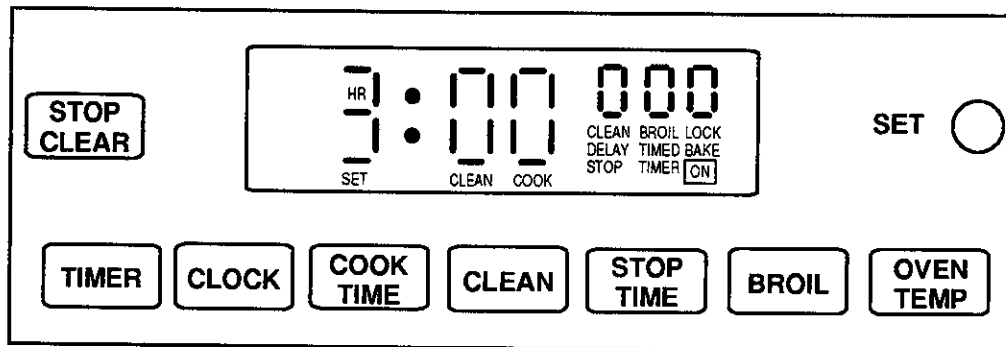 STOP
CLEAR
HR
3:00
000
CLEAN BROIL LOCK
DELAY TIMED BAKE
STOP TIMER ON
SET CLEAN COOK
SET
TIMER
CLOCK
COOK
TIME
CLEAN
STOP
TIME
BROIL
OVEN
TEMP